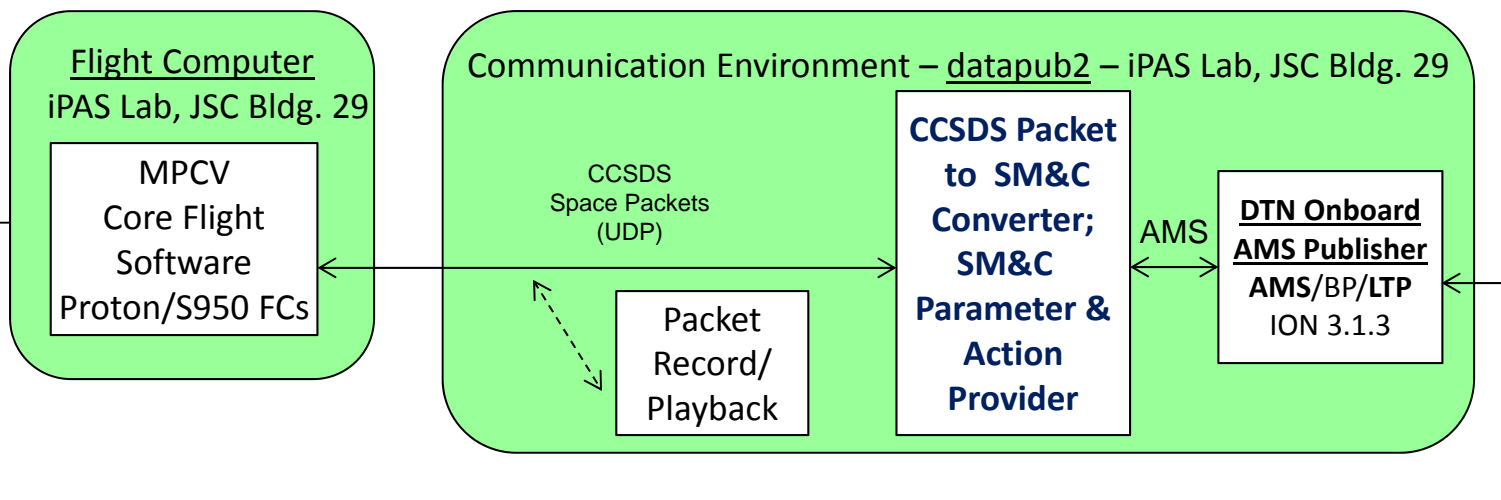 Flight Computer
iPAS Lab, JSC Bldg. 29
MPCV
Core Flight
Software
Proton/S950 FCs
Communication Environment – datapub2 – iPAS Lab, JSC Bldg. 29
CCSDS
Space Packets
(UDP)
Packet
Record/
Playback
CCSDS Packet
to SM&C
Converter;
SM&C
Parameter &
Action
Provider
AMS
DTN Onboard
AMS Publisher
AMS/BP/LTP
ION 3.1.3